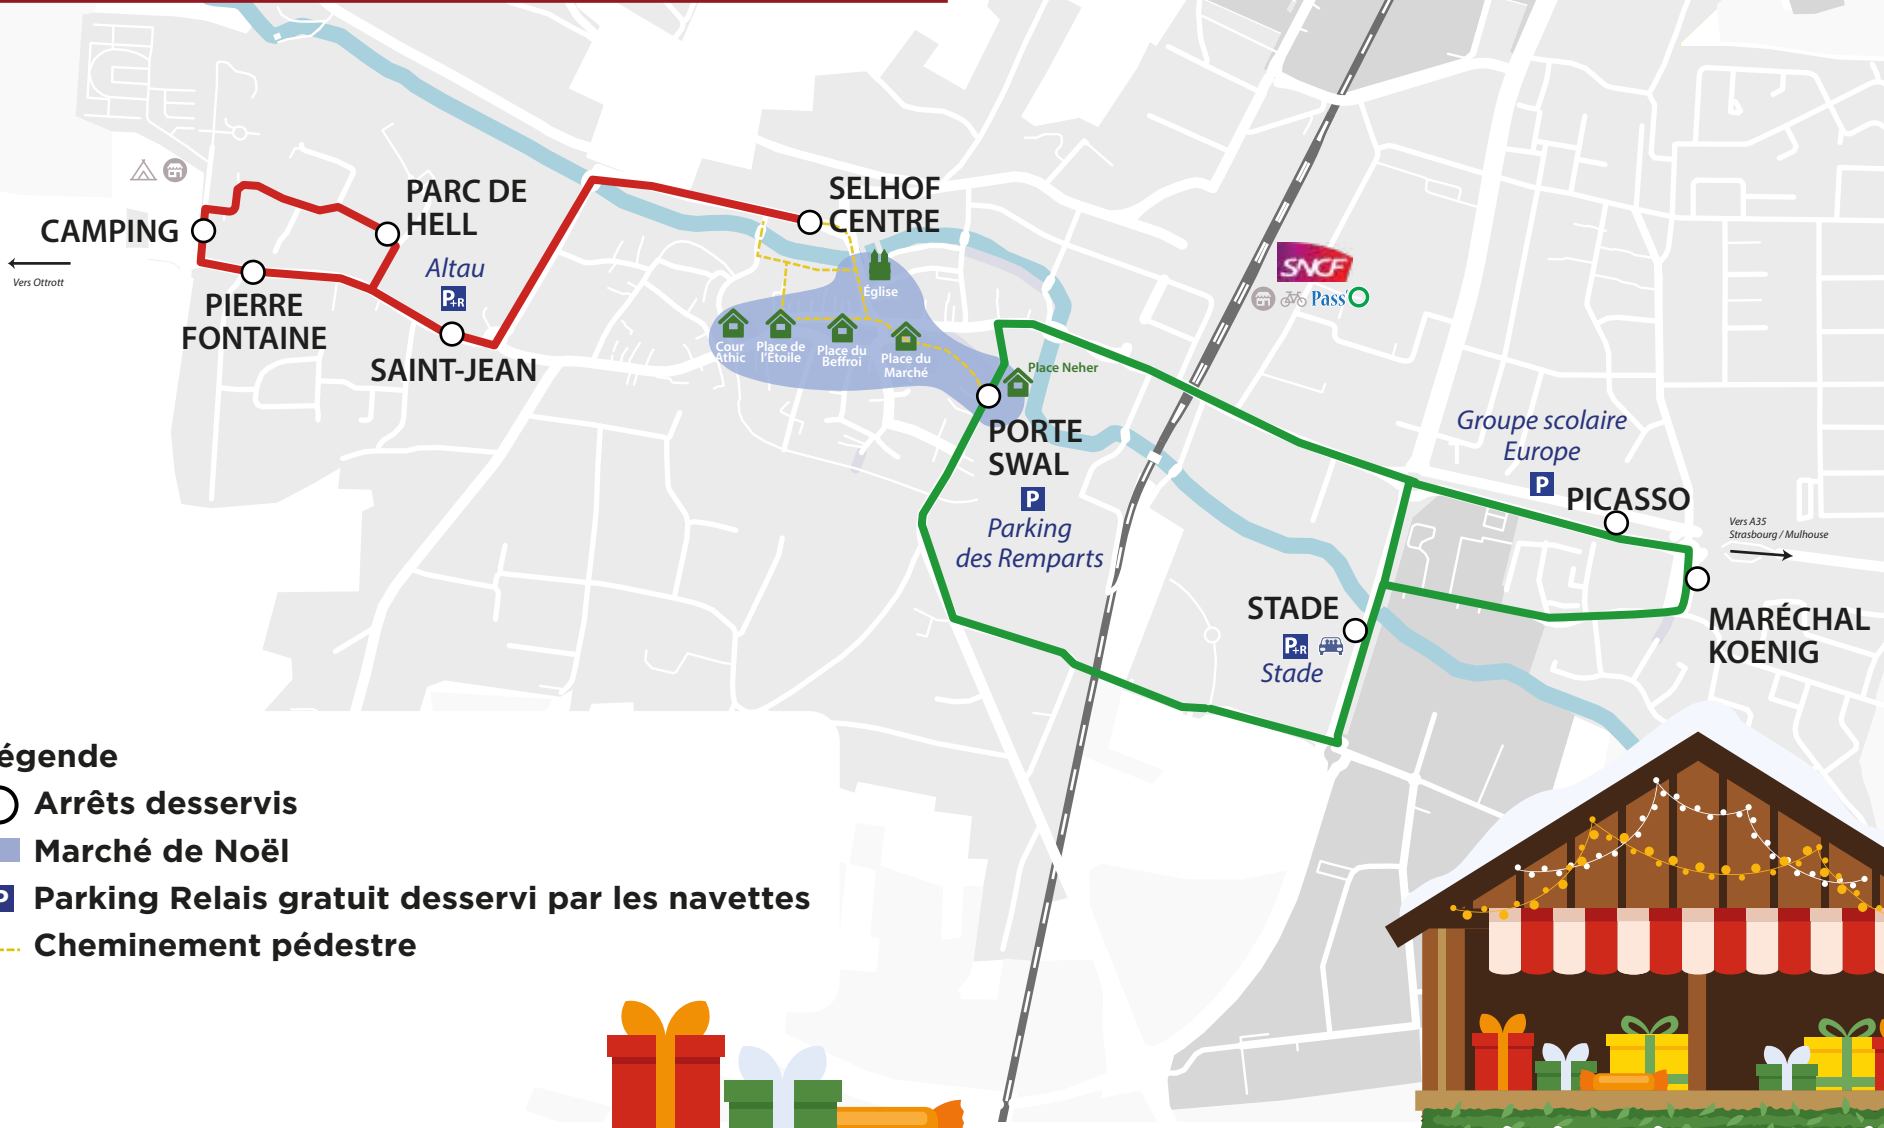 PARC DE
HELL
SELHOF
CENTRE
CAMPING
Vers Ottrott
Altau
P+R
PIERRE
FONTAINE
SAINT-JEAN
Église
Cour
Athic
Place de
l'Étoile
Place du
Beffroi
Place du
Marché
Place Neher
SNCF
Pass'O
PORTE
SWAL
P
Parking
des Remparts
Groupe scolaire
Europe
P
PICASSO
Vers A35
Strasbourg / Mulhouse
STADE
P+R
Stade
MARÉCHAL
KOENIG
égende
Arrêts desservis
Marché de Noël
P Parking Relais gratuit desservi par les navettes
Cheminement pédestre